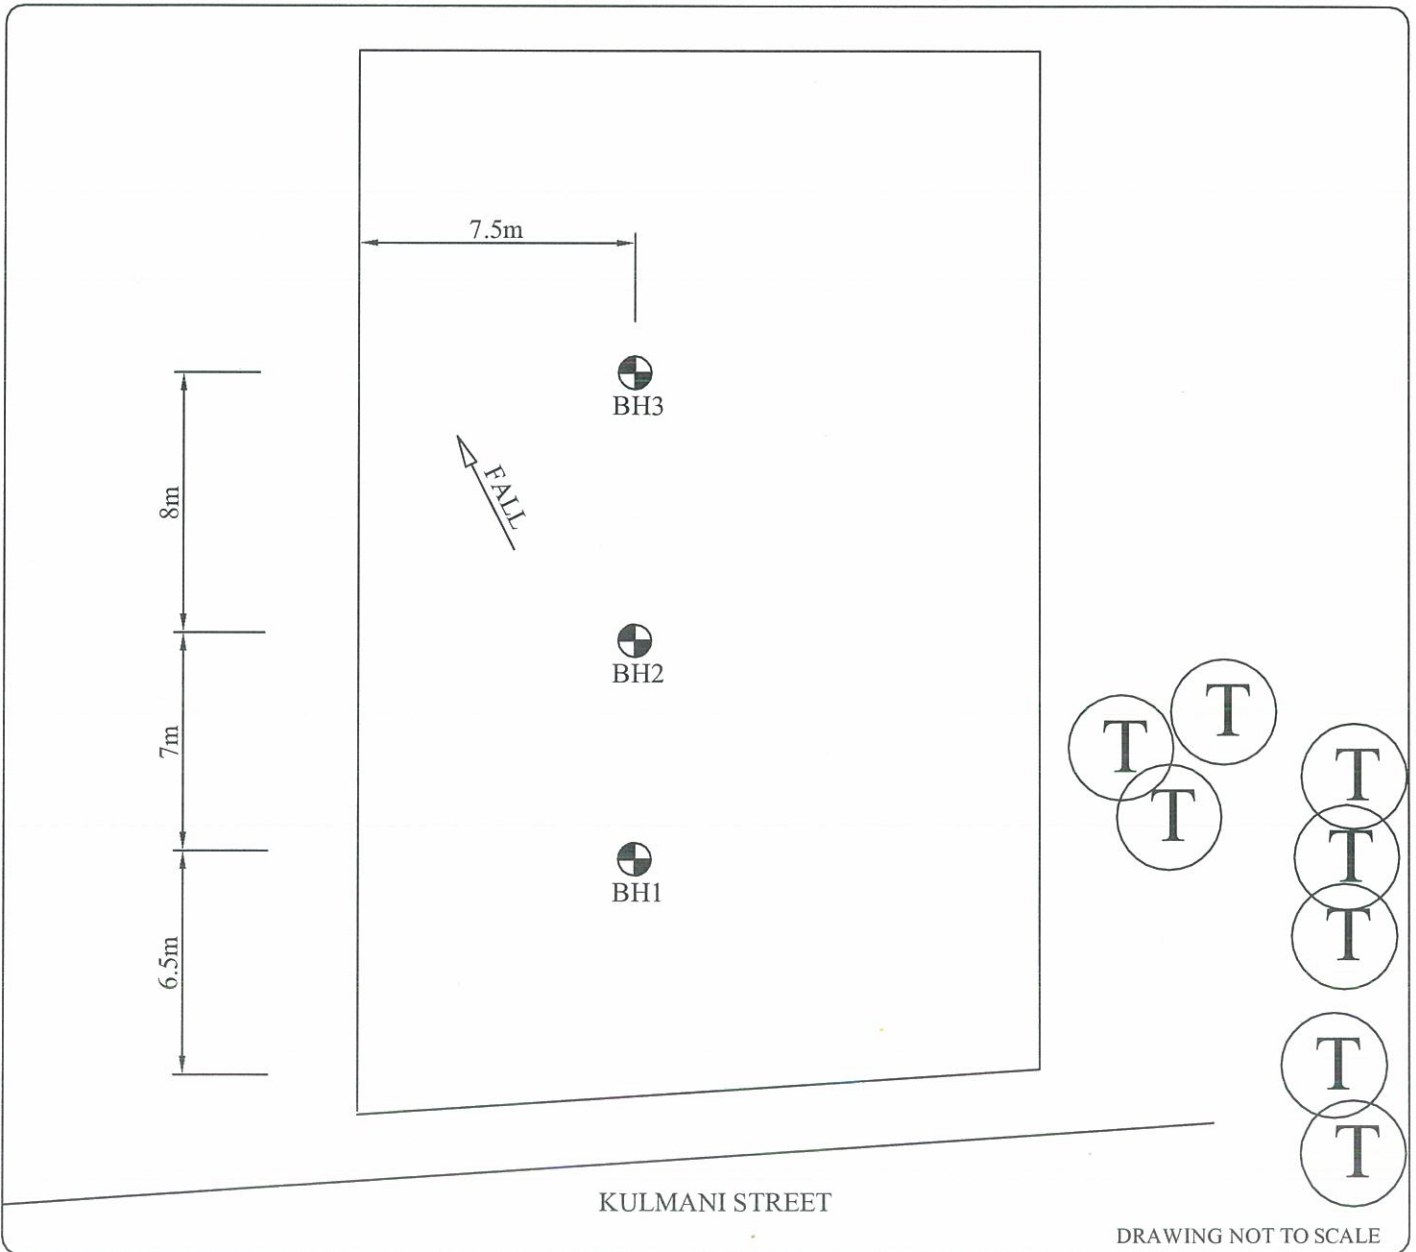 7.5m
BH3
FALL
8m
BH2
T
T
7m
T
T
T
BH1
T
6.5m
T
T
KULMANI STREET
DRAWING NOT TO SCALE